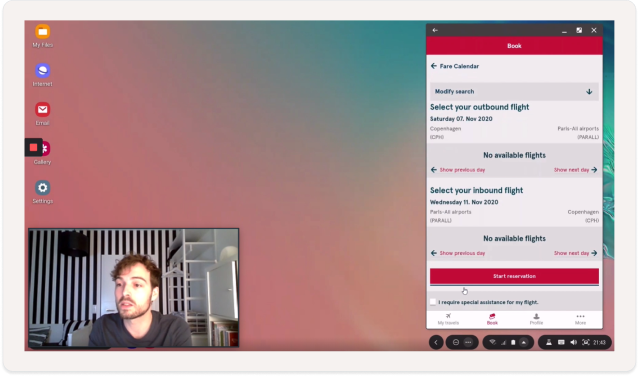 My Files
Internet
Email
Gallery
Settings
Book
Fare Calendar
Modify search
Select your outbound flight
Saturday 07. Nov 2020
Copenhagen Paris-All airports
(CPH) (PARALL)
No available flights
Show previous day Show next day
Select your inbound flight
Wednesday 11. Nov 2020
Paris-All airports Copenhagen
(PARALL) (CPH)
No available flights
Show previous day Show next day
Start reservation
I require special assistance for my flight.
My travels Book Profile More
21:43